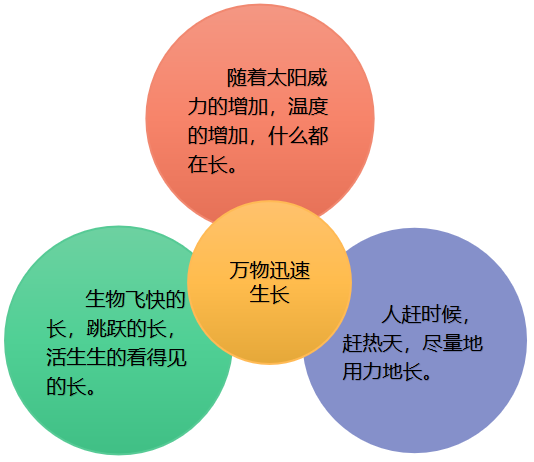 随着太阳威
力的增加，温度
的增加，什么都
在长。
万物迅速
生长
生物飞快的
长，跳跃的长，
活生生的看得见
的长。
人赶时候，
赶热天，尽量地
用力地长。